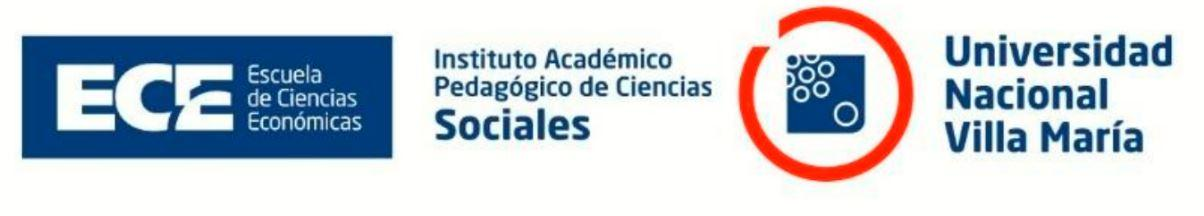 ECE
Escuela
de Ciencias
Económicas
Instituto Académico
Pedagógico de Ciencias
Sociales
Universidad
Nacional
Villa María